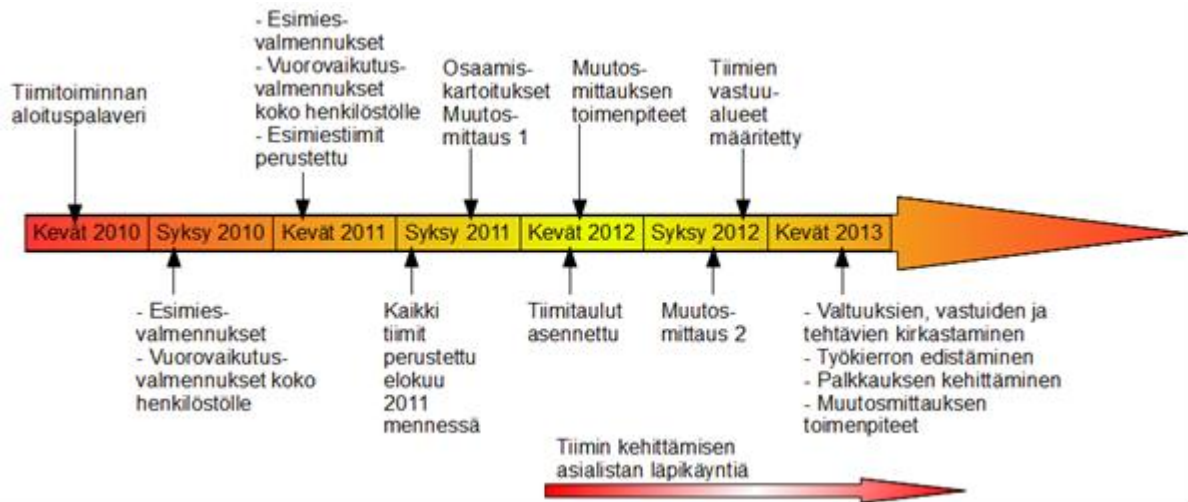 Tiimitoiminnan
aloituspalaveri
- Esimies-
valmennukset
- Vuorovaikutus-
valmennukset
koko henkilöstölle
- Esimiestiimit
perustettu
Osaamis-
kartoitukset
Muutos-
mittaus 1
Muutos-
mittauksen
toimenpiteet
Tiimien
vastuu-
alueet
määritetty
Kevät 2010
Syksy 2010
Kevät 2011
Syksy 2011
Kevät 2012
Syksy 2012
Kevät 2013
- Esimies-
valmennukset
- Vuorovaikutus-
valmennukset koko
henkilöstölle
Kaikki
tiimit
perustettu
elokuu
2011
mennessä
Tiimitaulut
asennettu
Muutos-
mittaus 2
- Valtuuksien, vastuiden ja
tehtävien kirkastaminen
- Työkierron edistäminen
- Palkkauksen kehittäminen
- Muutosmittauksen
toimenpiteet
Tiimin kehittämisen
asialistan läpikäyntiä